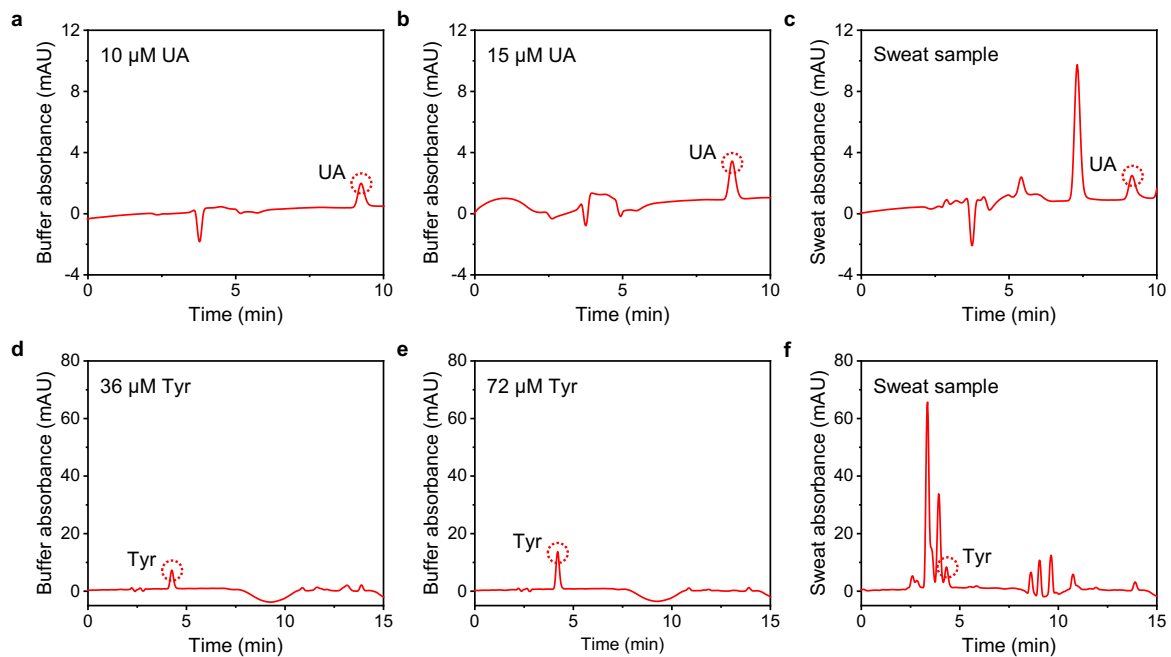 a
10 µM UA
Buffer absorbance (mAU)
12
8
4
0
-4
UA
0
5
10
Time (min)
b
15 µM UA
Buffer absorbance (mAU)
12
8
4
0
-4
UA
0
5
10
Time (min)
c
Sweat sample
Sweat absorbance (mAU)
12
8
4
0
-4
UA
0
5
10
Time (min)
d
36 µM Tyr
Buffer absorbance (mAU)
80
60
40
20
0
Tyr
0
5
10
15
Time (min)
e
72 µM Tyr
Buffer absorbance (mAU)
80
60
40
20
0
Tyr
0
5
10
15
Time (min)
f
Sweat sample
Sweat absorbance (mAU)
80
60
40
20
0
Tyr
0
5
10
15
Time (min)